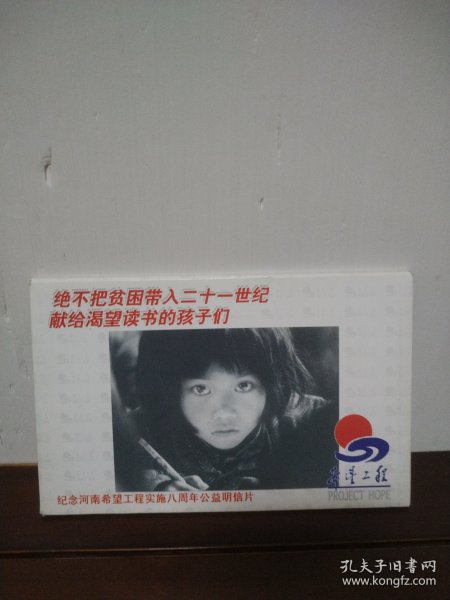 绝不把贫困带入二十一世纪
献给渴望读书的孩子们
希望工程
PROJECT HOPE
纪念河南希望工程实施八周年公益明信片
孔夫子旧书网
www.kongfz.com